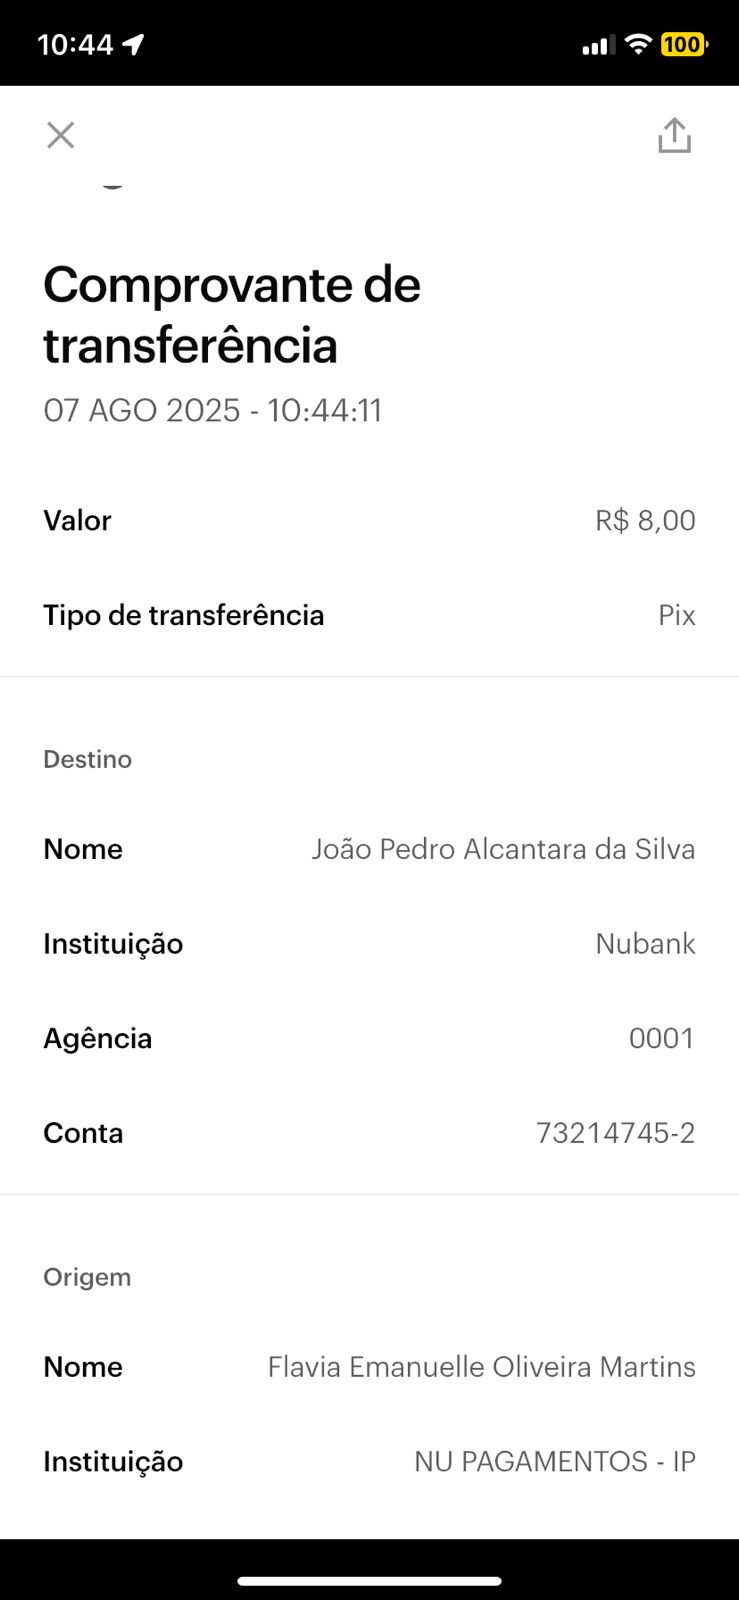 10:44
100
Comprovante de
transferência
07 AGO 2025 - 10:44:11
Valor R$ 8,00
Tipo de transferência Pix
Destino
Nome João Pedro Alcantara da Silva
Instituição Nubank
Agência 0001
Conta 73214745-2
Origem
Nome Flavia Emanuelle Oliveira Martins
Instituição NU PAGAMENTOS - IP